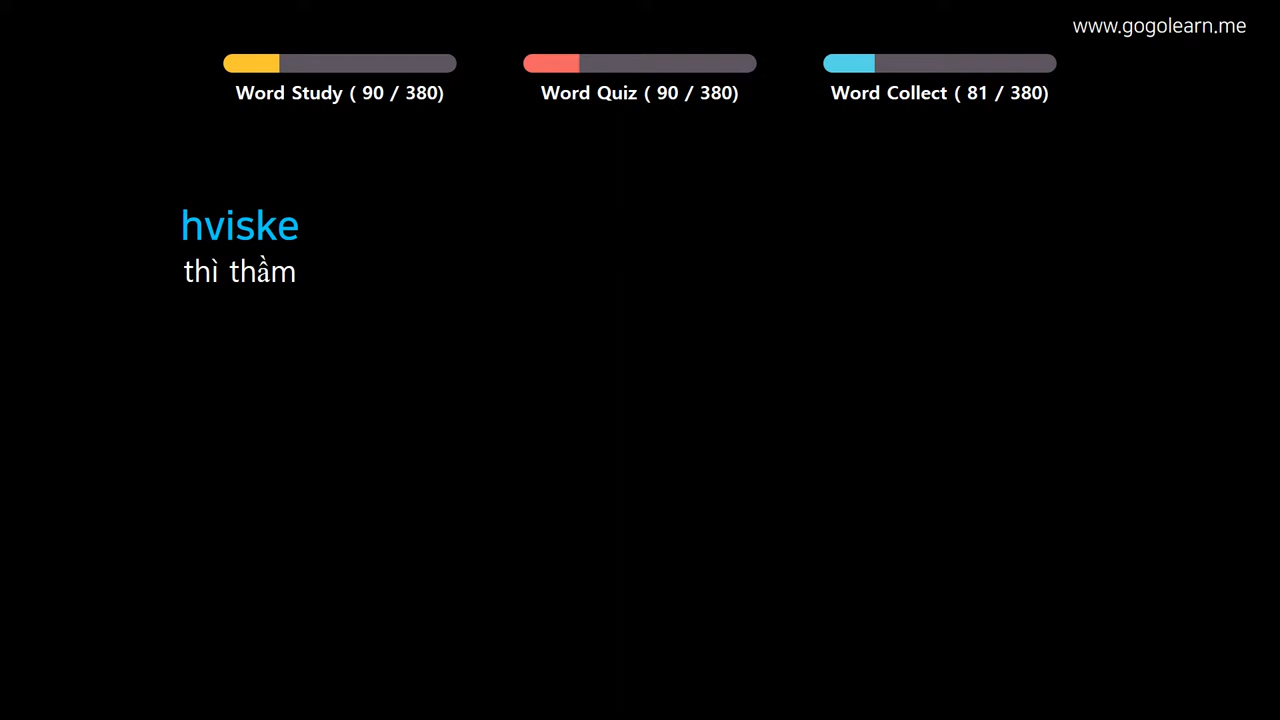 www.gogolearn.me
Word Study ( 90 / 380)
Word Quiz ( 90 / 380)
Word Collect ( 81 / 380)
hviske
thì thầm